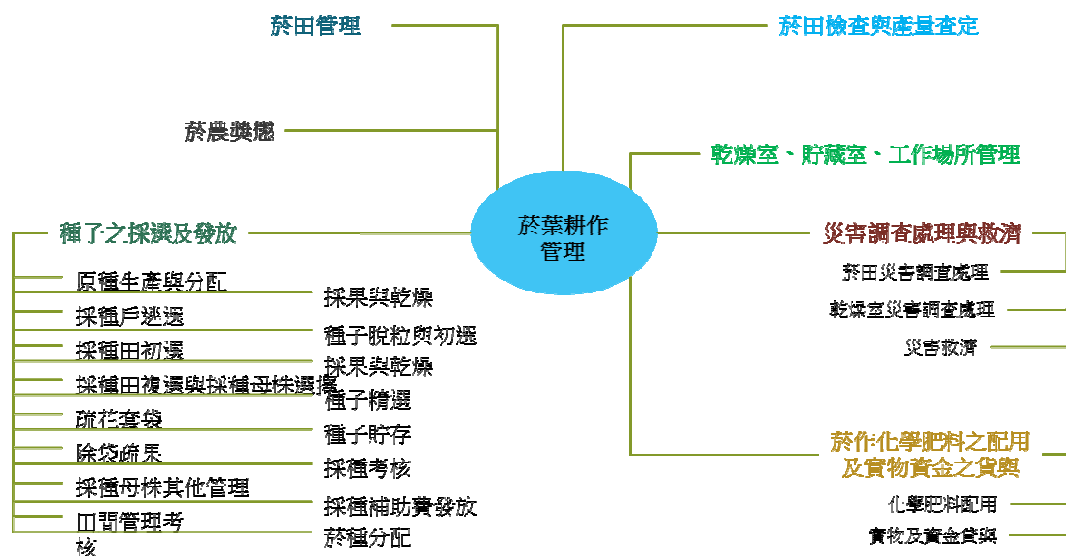 菸田管理
菸田檢查與產量查定
菸農獎懲
乾燥室、貯藏室、工作場所管理
菸葉耕作
管理
種子之採選及發放
原種生產與分配
採種戶遴選
採種田初選
採種田複選與採種母株選擇
疏花套袋
除袋疏果
採種母株其他管理
田間管理考
核
採果與乾燥
種子脫粒與初選
採果與乾燥
種子精選
種子貯存
採種考核
採種補助費發放
菸種分配
災害調查處理與救濟
菸田災害調查處理
乾燥室災害調查處理
災害救濟
菸作化學肥料之配用
及實物資金之貸與
化學肥料配用
實物及資金貸與